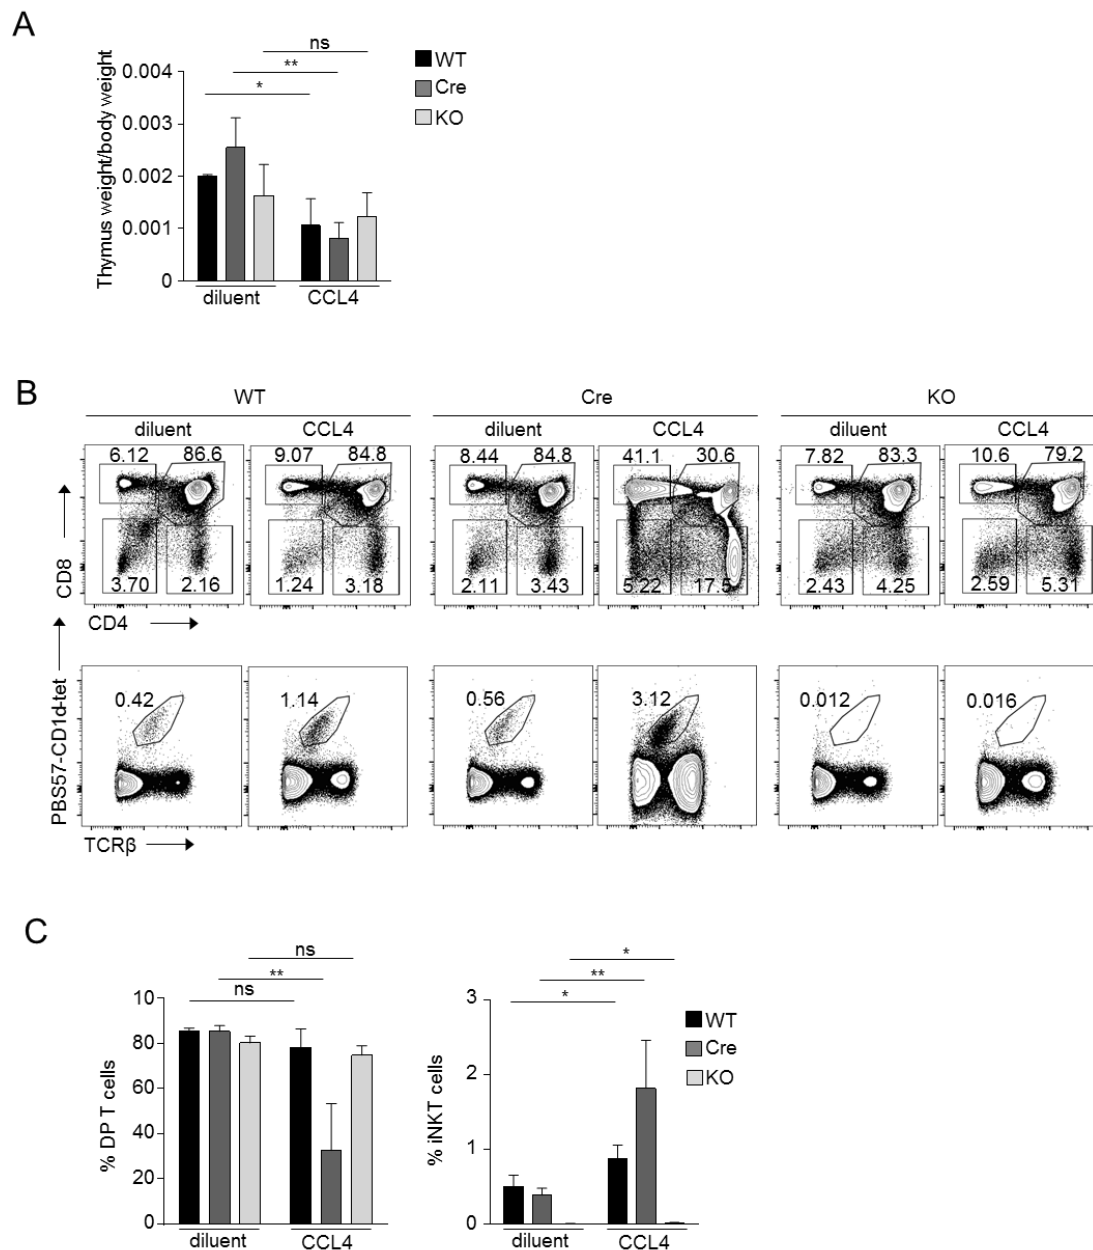 A
ns
**
*
WT
Cre
KO
Thymus weight/body weight
0.004
0.003
0.002
0.001
0
diluent CCL4
B
WT Cre KO
diluent CCL4 diluent CCL4 diluent CCL4
6.12 86.6 9.07 84.8 8.44 84.8 41.1 30.6 7.82 83.3 10.6 79.2
3.70 2.16 1.24 3.18 2.11 3.43 5.22 17.5 2.43 4.25 2.59 5.31
CD8
CD4
PBS57-CD1d-tet
0.42 1.14 0.56 3.12 0.012 0.016
TCRβ
C
ns
**
ns
% DP T cells
10
80
60
40
20
0
diluent CCL4
*
**
*
% iNKT cells
3
2
1
0
diluent CCL4
WT
Cre
KO